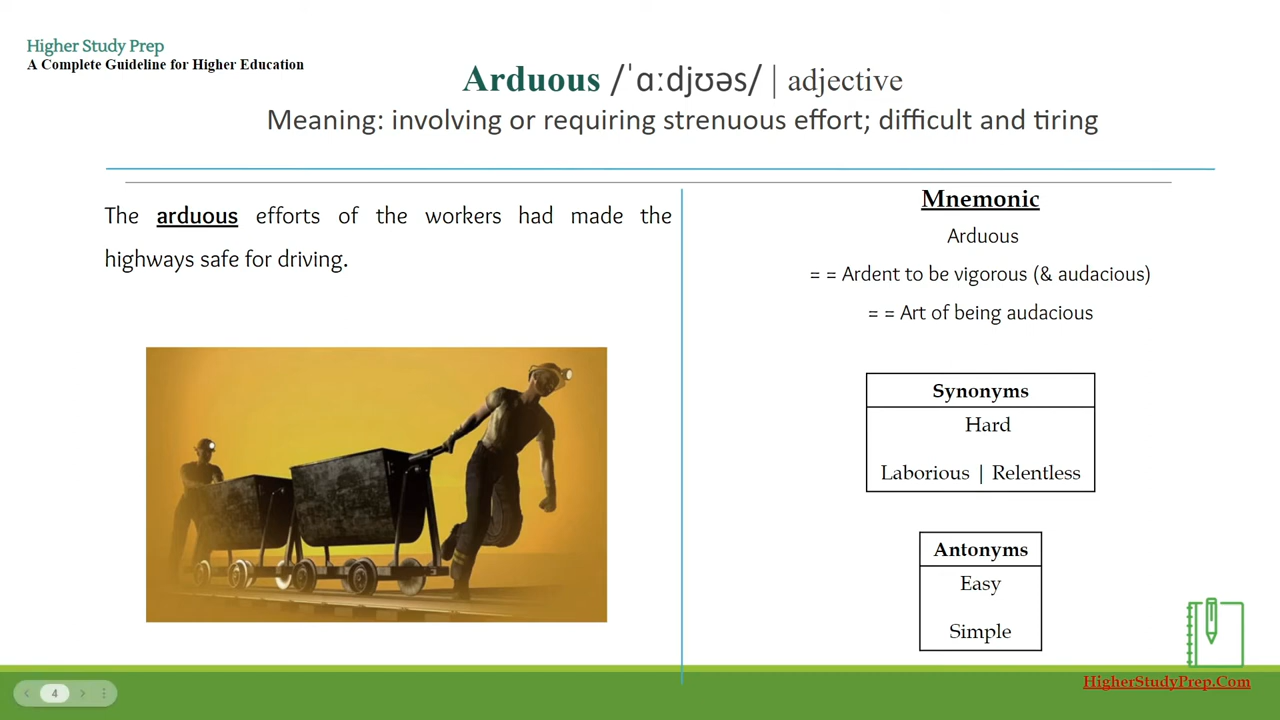 Higher Study Prep
A Complete Guideline for Higher Education
Arduous /ˈɑːdjʊəs/ | adjective
Meaning: involving or requiring strenuous effort; difficult and tiring
The arduous efforts of the workers had made the
highways safe for driving.
Mnemonic
Arduous
= = Ardent to be vigorous (& audacious)
= = Art of being audacious
Synonyms
Hard
Laborious | Relentless
Antonyms
Easy
Simple
4
HigherStudyPrep.Com